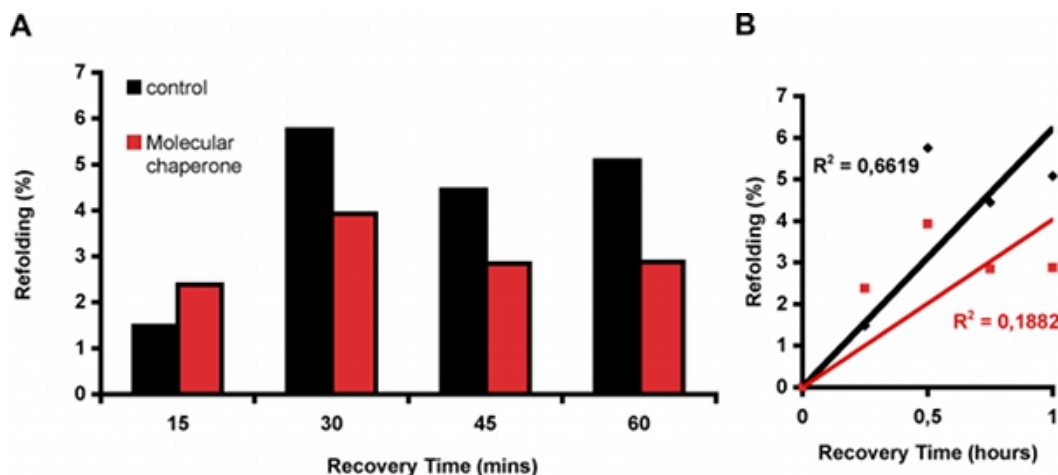 A
7
6
5
4
3
2
1
0
Refolding (%)
control
Molecular
chaperone
15 30 45 60
Recovery Time (mins)
B
7
6
5
4
3
2
1
0
Refolding (%)
R² = 0,6619
R² = 0,1882
0 0,5 1
Recovery Time (hours)